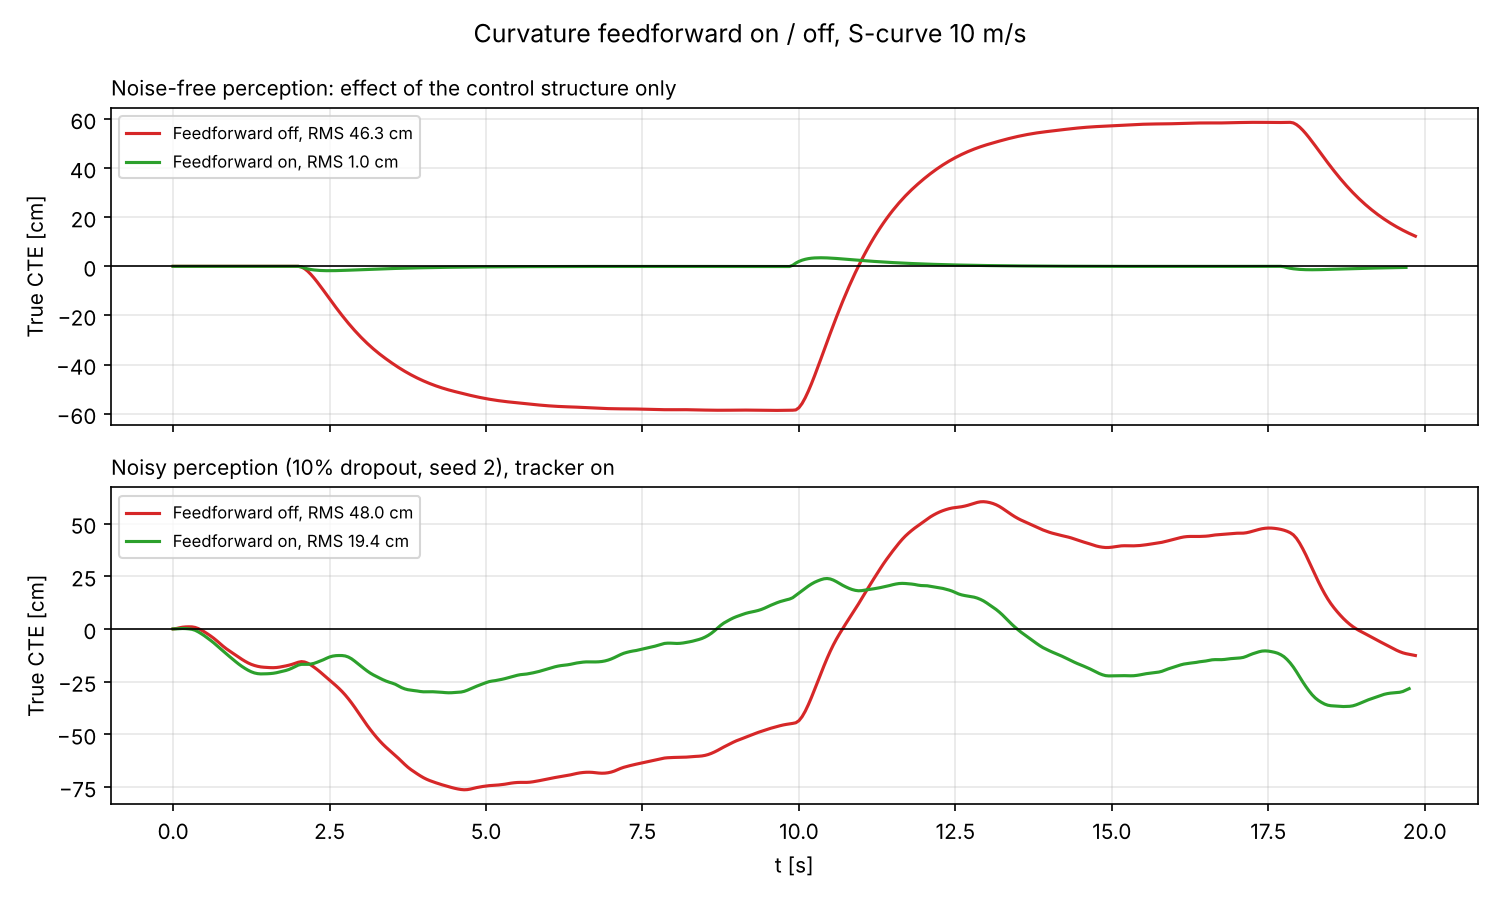 Curvature feedforward on / off, S-curve 10 m/s
Noise-free perception: effect of the control structure only
Feedforward off, RMS 46.3 cm
Feedforward on, RMS 1.0 cm
True CTE [cm]
60
40
20
0
−20
−40
−60
Noisy perception (10% dropout, seed 2), tracker on
Feedforward off, RMS 48.0 cm
Feedforward on, RMS 19.4 cm
True CTE [cm]
50
25
0
−25
−50
−75
0.0 2.5 5.0 7.5 10.0 12.5 15.0 17.5 20.0
t [s]